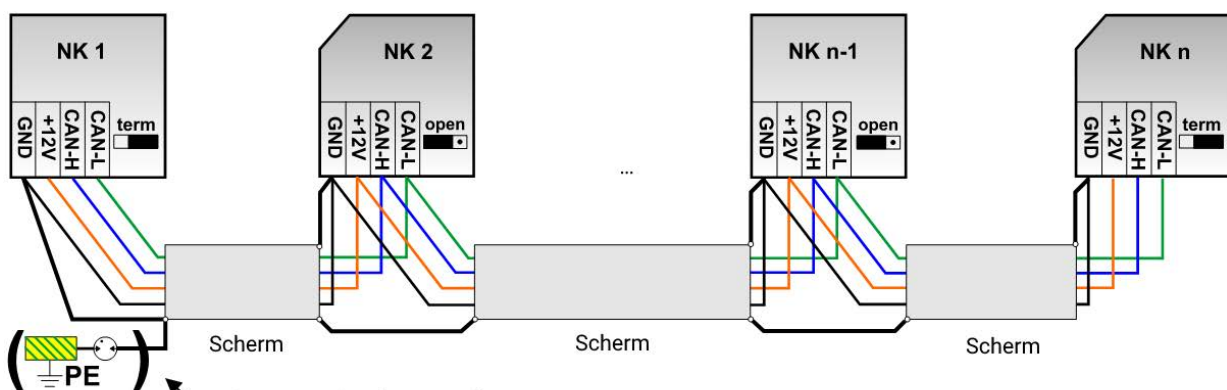 NK 1
NK 2
NK n-1
NK n
GND
+12V
CAN-H
CAN-L
term
GND
+12V
CAN-H
CAN-L
open
...
GND
+12V
CAN-H
CAN-L
open
GND
+12V
CAN-H
CAN-L
term
Scherm
Scherm
Scherm
PE